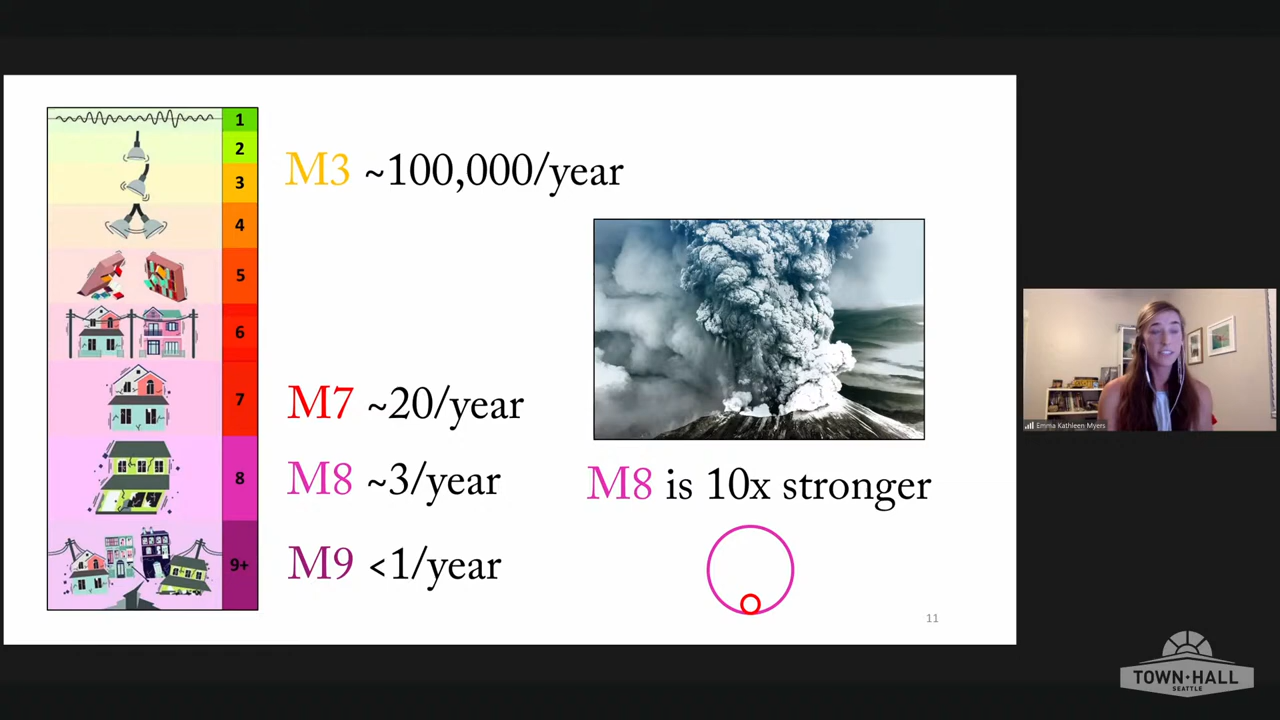 1
2
3
4
5
6
7
8
9+
M3 ~100,000/year
M7 ~20/year
M8 ~3/year
M9 <1/year
M8 is 10x stronger
11
Emma Kathleen Myers
TOWN·HALL
SEATTLE